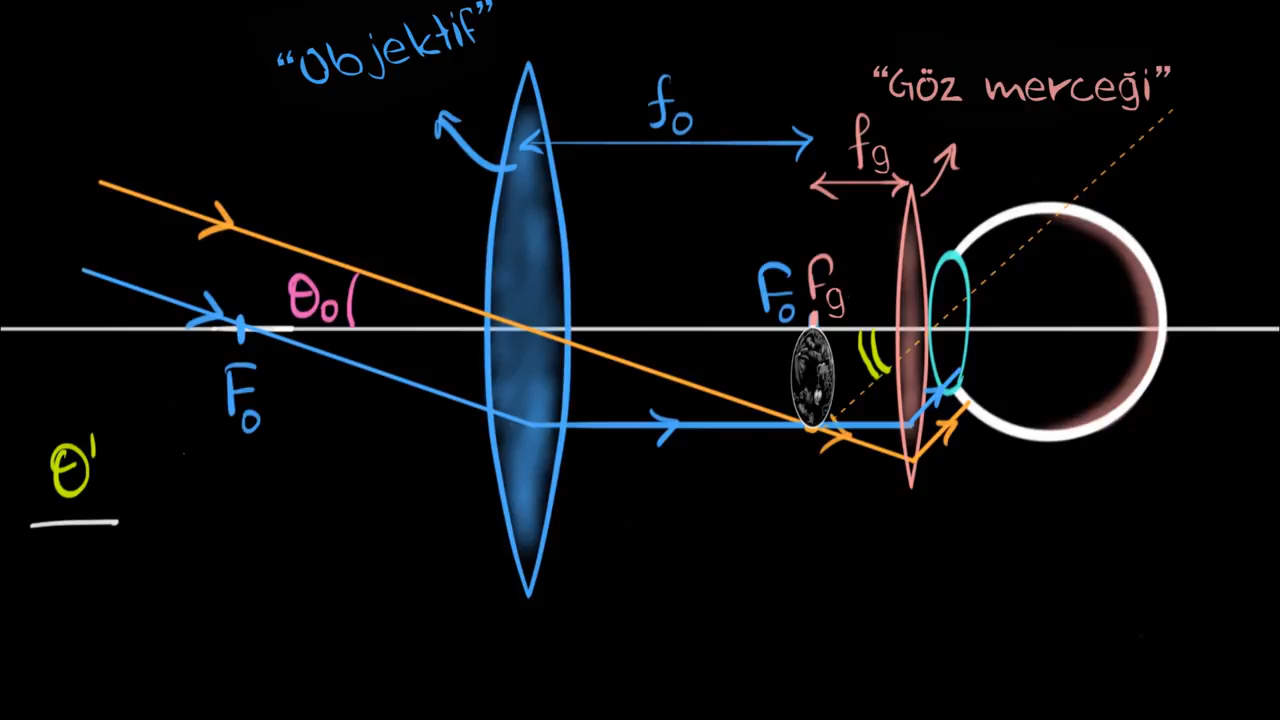 “Objektif”
“Göz merceği”
f₀
f_g
F₀ f_g
θ₀
F₀
θ'